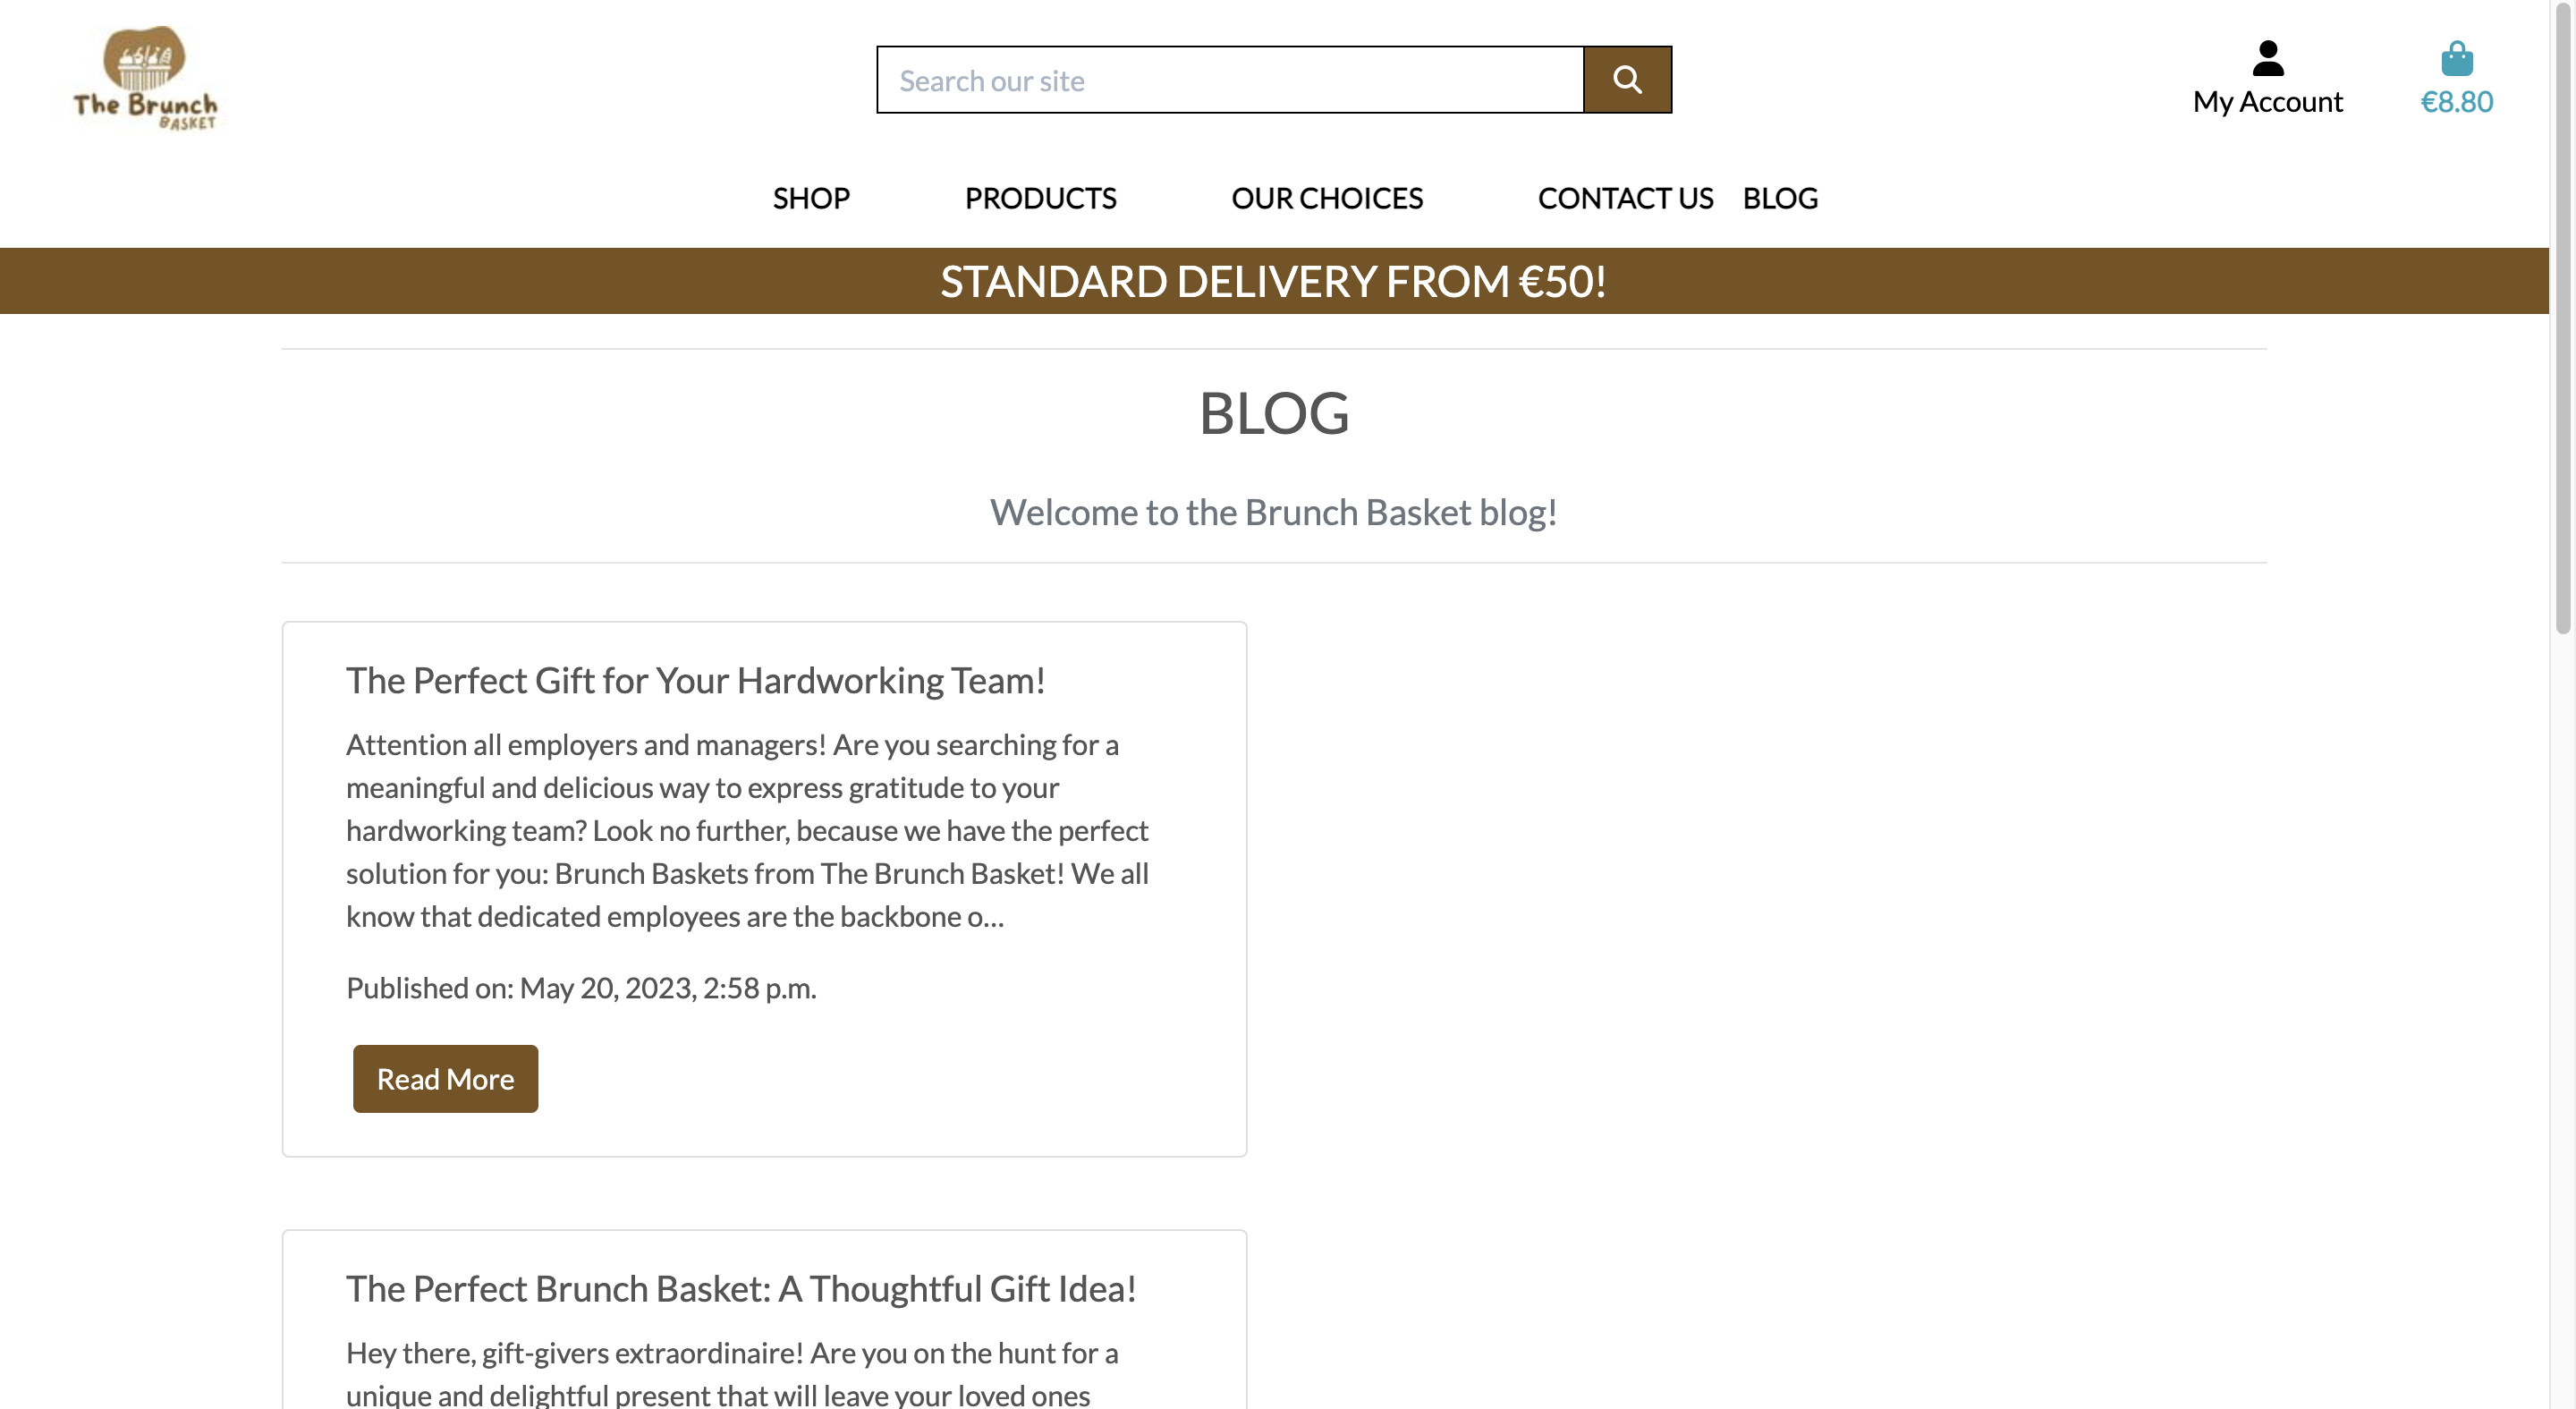 The Brunch
BASKET
Search our site
My Account
€8.80
SHOP
PRODUCTS
OUR CHOICES
CONTACT US
BLOG
STANDARD DELIVERY FROM €50!
BLOG
Welcome to the Brunch Basket blog!
The Perfect Gift for Your Hardworking Team!
Attention all employers and managers! Are you searching for a
meaningful and delicious way to express gratitude to your
hardworking team? Look no further, because we have the perfect
solution for you: Brunch Baskets from The Brunch Basket! We all
know that dedicated employees are the backbone o…
Published on: May 20, 2023, 2:58 p.m.
Read More
The Perfect Brunch Basket: A Thoughtful Gift Idea!
Hey there, gift-givers extraordinaire! Are you on the hunt for a
unique and delightful present that will leave your loved ones